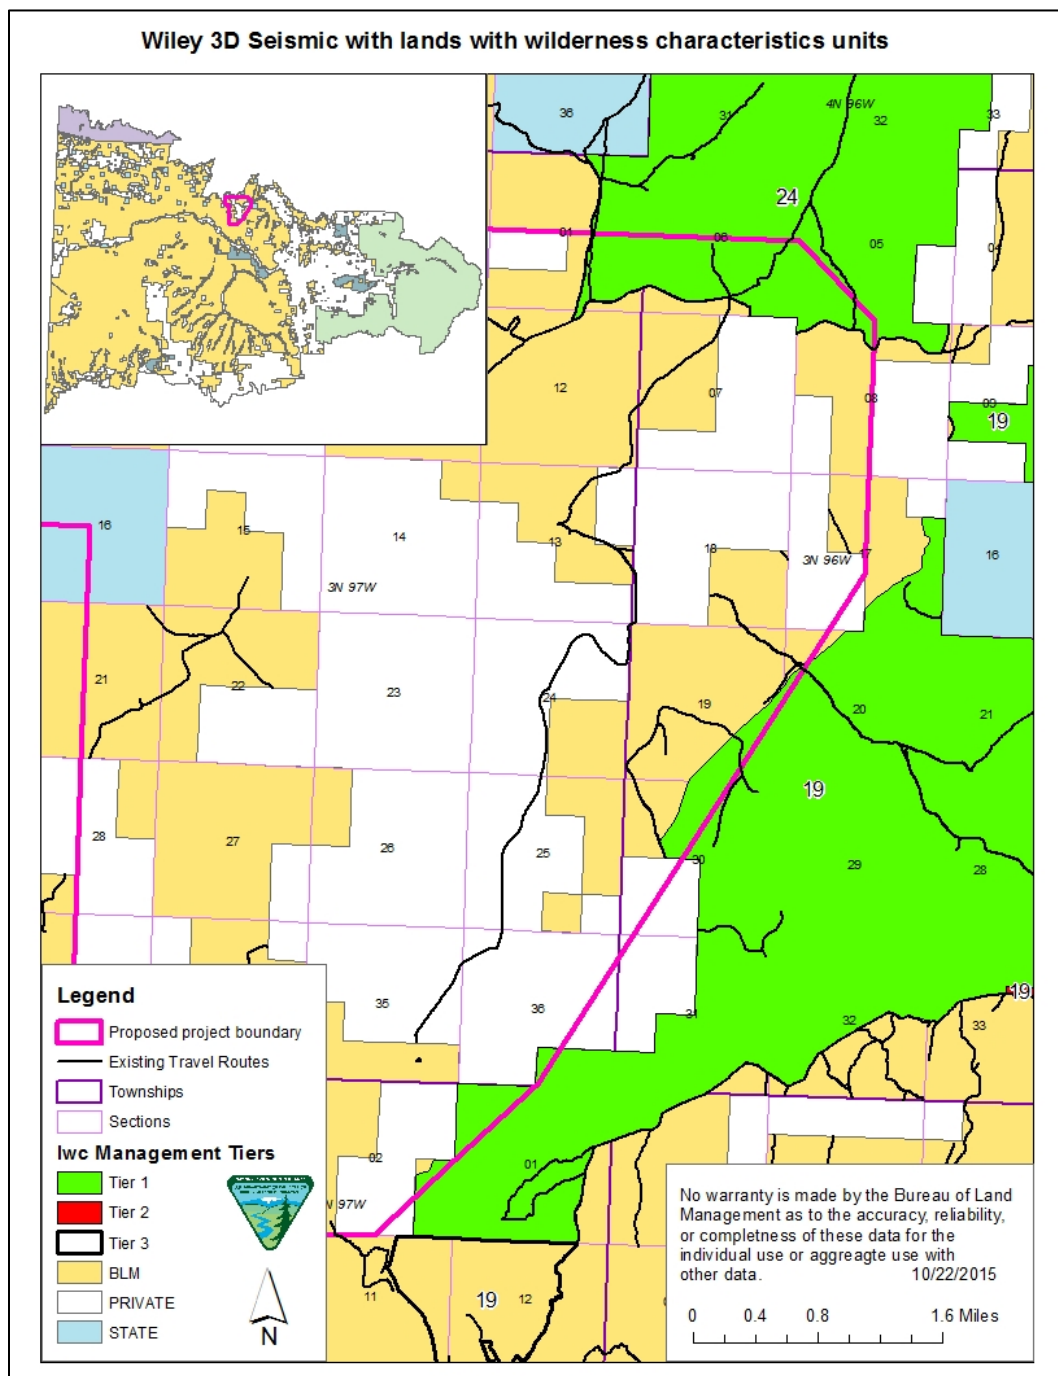 Wiley 3D Seismic with lands with wilderness characteristics units
36
31
4N 96W
32
33
24
01
06
05
04
12
07
08
09
19
16
15
14
13
18
3N 96W
17
16
3N 97W
21
22
23
24
19
20
21
19
28
27
26
25
30
29
28
35
36
31
32
33
19
02
01
N 97W
11
19
12
Legend
Proposed project boundary
Existing Travel Routes
Townships
Sections
lwc Management Tiers
Tier 1
Tier 2
Tier 3
BLM
PRIVATE
STATE
N
No warranty is made by the Bureau of Land
Management as to the accuracy, reliability,
or completness of these data for the
individual use or aggreagte use with
other data. 10/22/2015
0 0.4 0.8 1.6 Miles